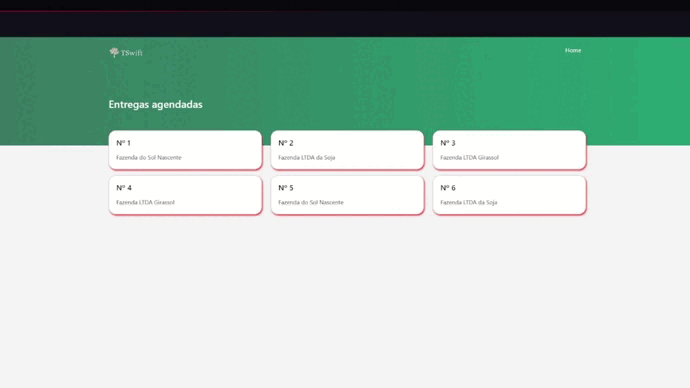 TSwift
Home
Entregas agendadas
Nº 1
Fazenda do Sol Nascente
Nº 2
Fazenda LTDA da Soja
Nº 3
Fazenda LTDA Girassol
Nº 4
Fazenda LTDA Girassol
Nº 5
Fazenda do Sol Nascente
Nº 6
Fazenda LTDA da Soja